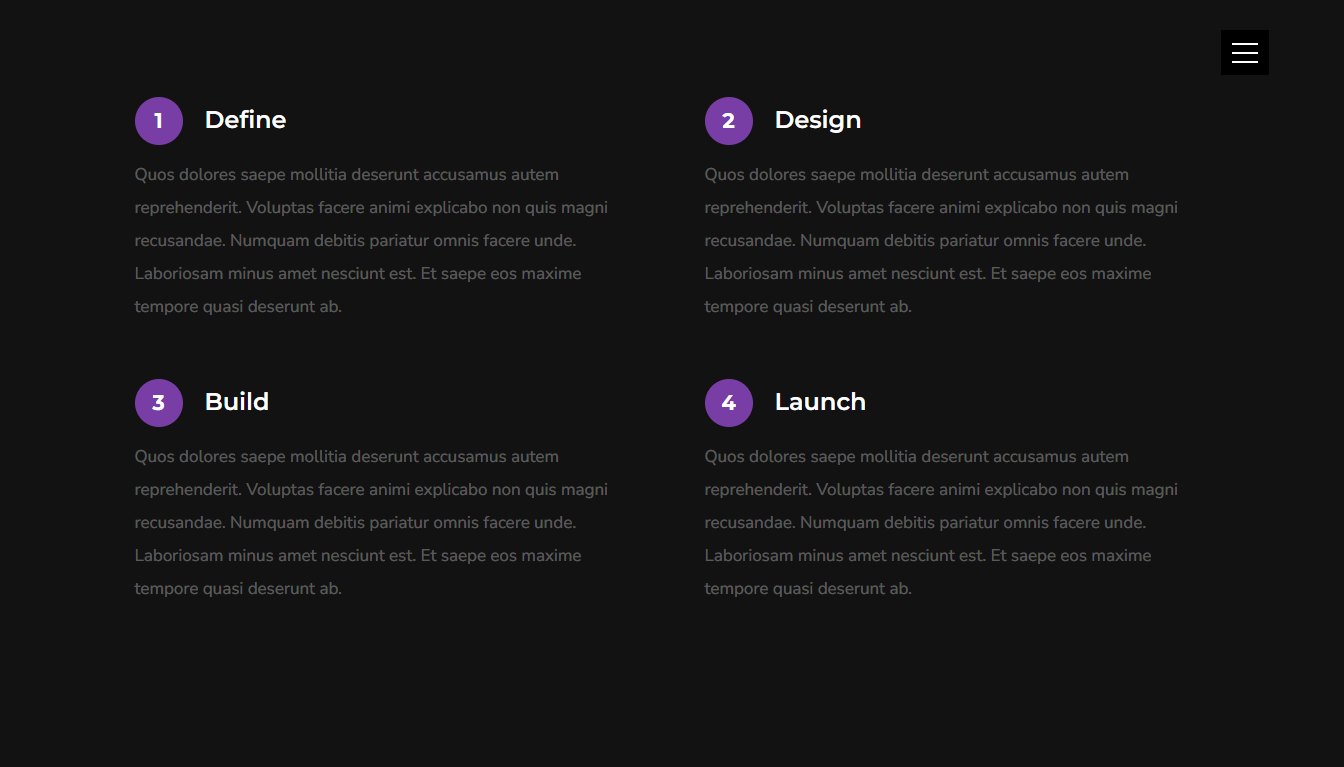 1 Define
Quos dolores saepe mollitia deserunt accusamus autem
reprehenderit. Voluptas facere animi explicabo non quis magni
recusandae. Numquam debitis pariatur omnis facere unde.
Laboriosam minus amet nesciunt est. Et saepe eos maxime
tempore quasi deserunt ab.
2 Design
Quos dolores saepe mollitia deserunt accusamus autem
reprehenderit. Voluptas facere animi explicabo non quis magni
recusandae. Numquam debitis pariatur omnis facere unde.
Laboriosam minus amet nesciunt est. Et saepe eos maxime
tempore quasi deserunt ab.
3 Build
Quos dolores saepe mollitia deserunt accusamus autem
reprehenderit. Voluptas facere animi explicabo non quis magni
recusandae. Numquam debitis pariatur omnis facere unde.
Laboriosam minus amet nesciunt est. Et saepe eos maxime
tempore quasi deserunt ab.
4 Launch
Quos dolores saepe mollitia deserunt accusamus autem
reprehenderit. Voluptas facere animi explicabo non quis magni
recusandae. Numquam debitis pariatur omnis facere unde.
Laboriosam minus amet nesciunt est. Et saepe eos maxime
tempore quasi deserunt ab.